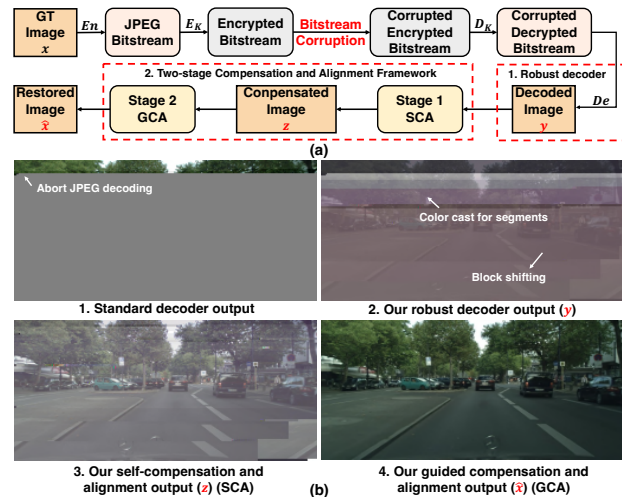 GT
Image
x
En
JPEG
Bitstream
E_K
Encrypted
Bitstream
Bitstream
Corruption
Corrupted
Encrypted
Bitstream
D_K
Corrupted
Decrypted
Bitstream
2. Two-stage Compensation and Alignment Framework
1. Robust decoder
Restored
Image
x̂
Stage 2
GCA
Compensated
Image
z
Stage 1
SCA
Decoded
Image
y
De
(a)
Abort JPEG decoding
Color cast for segments
Block shifting
1. Standard decoder output
2. Our robust decoder output (y)
3. Our self-compensation and
alignment output (z) (SCA)
(b)
4. Our guided compensation and
alignment output (x̂) (GCA)